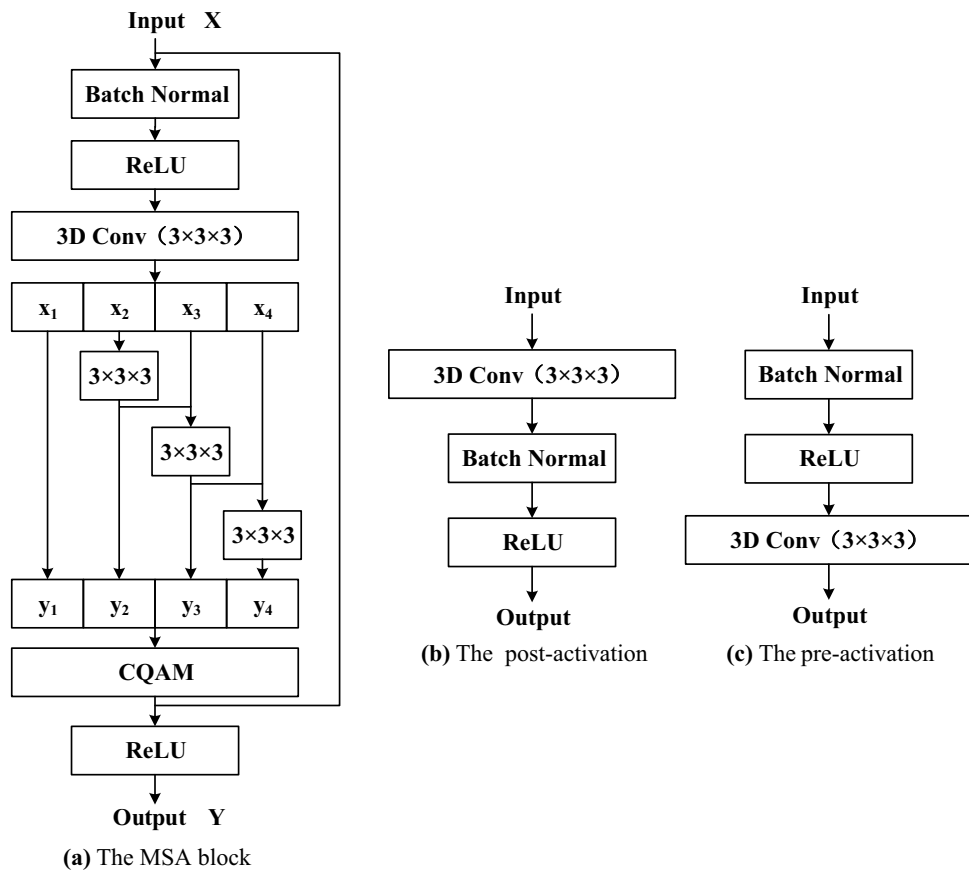 Input X
Batch Normal
ReLU
3D Conv（3×3×3）
x₁ x₂ x₃ x₄
3×3×3
3×3×3
3×3×3
y₁ y₂ y₃ y₄
CQAM
ReLU
Output Y
(a) The MSA block
Input
3D Conv（3×3×3）
Batch Normal
ReLU
Output
(b) The post-activation
Input
Batch Normal
ReLU
3D Conv（3×3×3）
Output
(c) The pre-activation